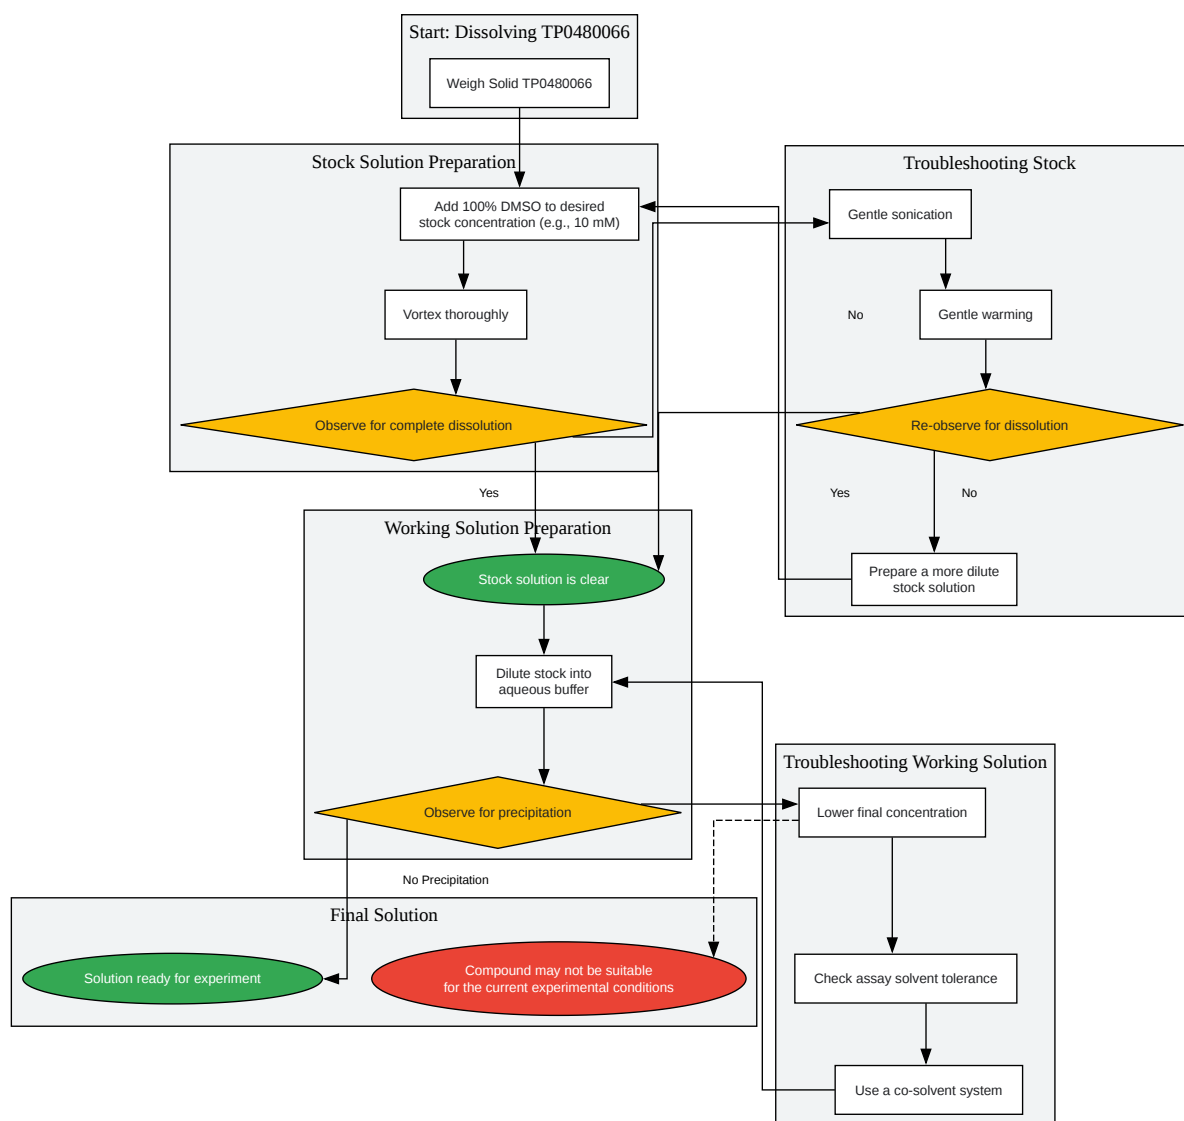 Start: Dissolving TP0480066
Weigh Solid TP0480066
Stock Solution Preparation
Add 100% DMSO to desired
stock concentration (e.g., 10 mM)
Vortex thoroughly
Observe for complete dissolution
Yes
Troubleshooting Stock
Gentle sonication
No
Gentle warming
Re-observe for dissolution
Yes
No
Prepare a more dilute
stock solution
Working Solution Preparation
Stock solution is clear
Dilute stock into
aqueous buffer
Observe for precipitation
No Precipitation
Troubleshooting Working Solution
Lower final concentration
Check assay solvent tolerance
Use a co-solvent system
Final Solution
Solution ready for experiment
Compound may not be suitable
for the current experimental conditions